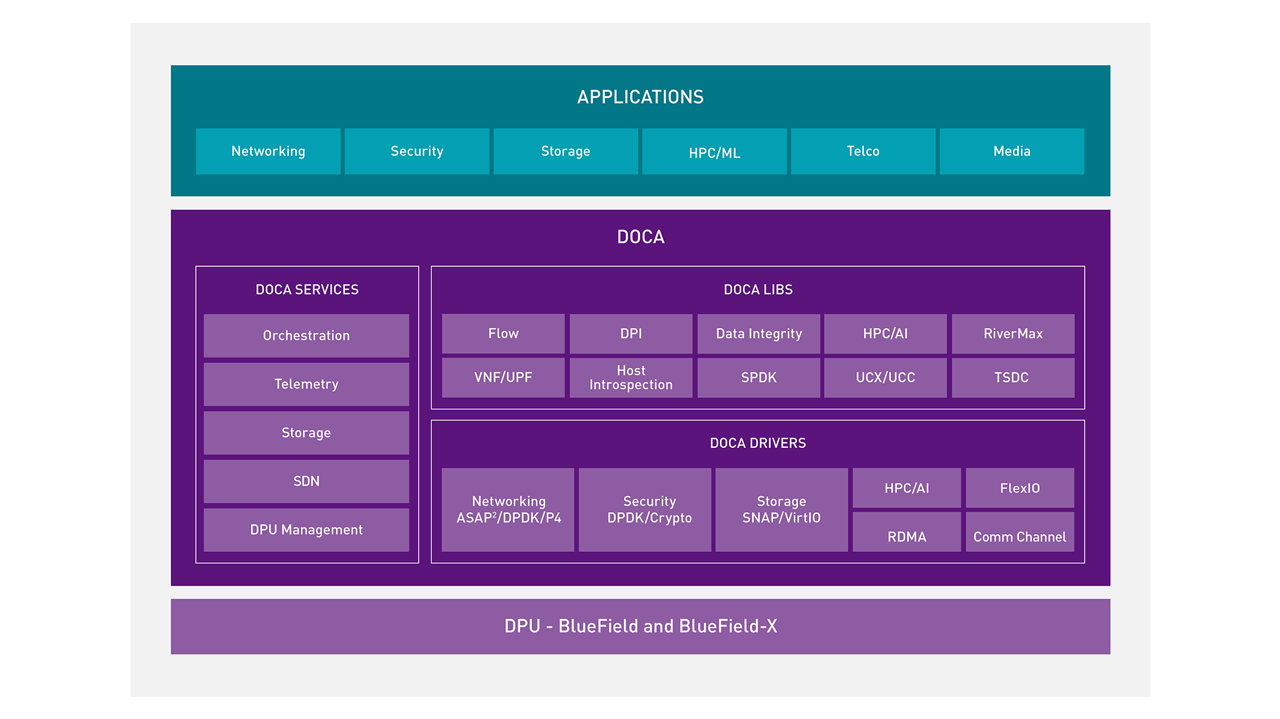 APPLICATIONS
Networking
Security
Storage
HPC/ML
Telco
Media
DOCA
DOCA SERVICES
Orchestration
Telemetry
Storage
SDN
DPU Management
DOCA LIBS
Flow
DPI
Data Integrity
HPC/AI
RiverMax
VNF/UPF
Host
Introspection
SPDK
UCX/UCC
TSDC
DOCA DRIVERS
Networking
ASAP²/DPDK/P4
Security
DPDK/Crypto
Storage
SNAP/VirtIO
HPC/AI
FlexIO
RDMA
Comm Channel
DPU - BlueField and BlueField-X